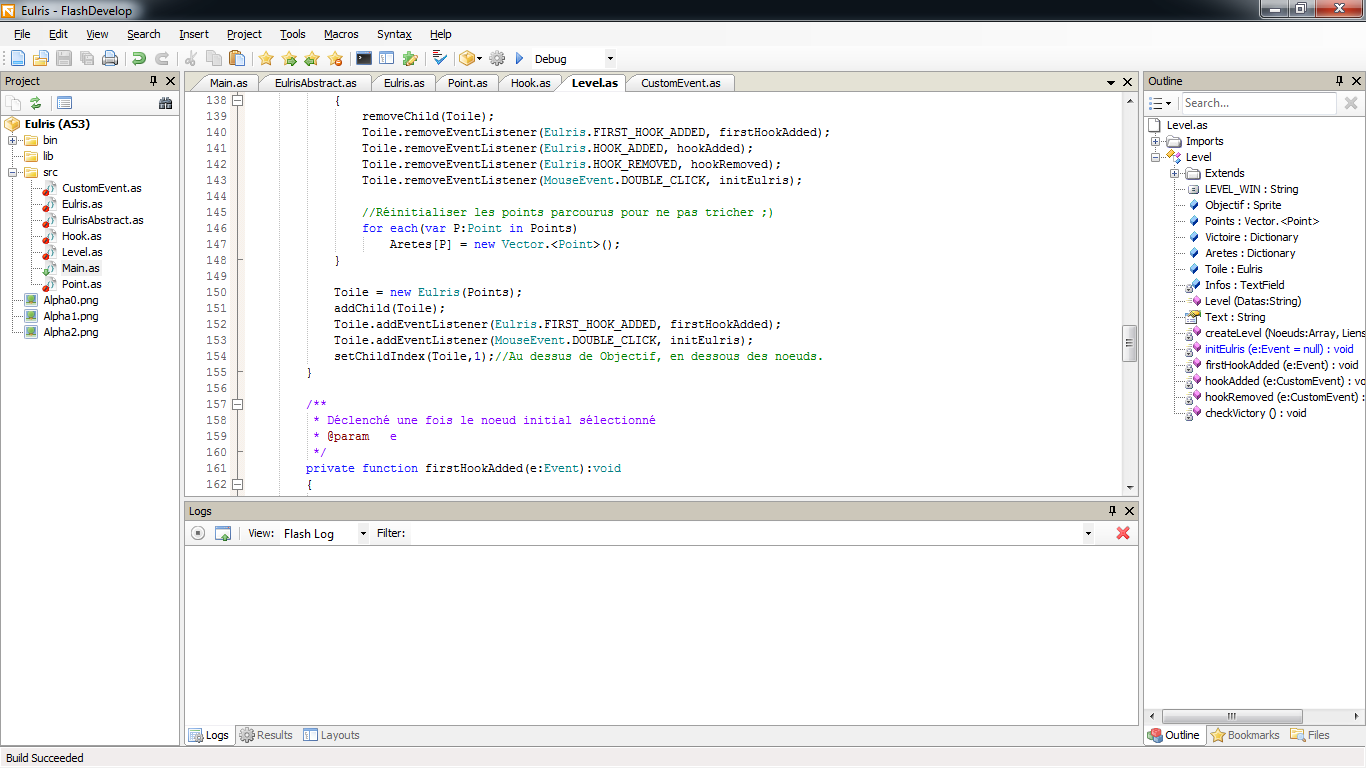 Eulris - FlashDevelop
File Edit View Search Insert Project Tools Macros Syntax Help
Debug
Project
Eulris (AS3)
bin
lib
src
CustomEvent.as
Eulris.as
EulrisAbstract.as
Hook.as
Level.as
Main.as
Point.as
Alpha0.png
Alpha1.png
Alpha2.png
Main.as EulrisAbstract.as Eulris.as Point.as Hook.as Level.as CustomEvent.as
138 {
139 removeChild(Toile);
140 Toile.removeEventListener(Eulris.FIRST_HOOK_ADDED, firstHookAdded);
141 Toile.removeEventListener(Eulris.HOOK_ADDED, hookAdded);
142 Toile.removeEventListener(Eulris.HOOK_REMOVED, hookRemoved);
143 Toile.removeEventListener(MouseEvent.DOUBLE_CLICK, initEulris);
144
145 //Réinitialiser les points parcourus pour ne pas tricher ;)
146 for each(var P:Point in Points)
147 Aretes[P] = new Vector.<Point>();
148 }
149
150 Toile = new Eulris(Points);
151 addChild(Toile);
152 Toile.addEventListener(Eulris.FIRST_HOOK_ADDED, firstHookAdded);
153 Toile.addEventListener(MouseEvent.DOUBLE_CLICK, initEulris);
154 setChildIndex(Toile,1);//Au dessus de Objectif, en dessous des noeuds.
155 }
156
157 /**
158 * Déclenché une fois le noeud initial sélectionné
159 * @param e
160 */
161 private function firstHookAdded(e:Event):void
162 {
Logs
View: Flash Log Filter:
Logs Results Layouts
Outline
Search...
Level.as
Imports
Level
Extends
LEVEL_WIN : String
Objectif : Sprite
Points : Vector.<Point>
Victoire : Dictionary
Aretes : Dictionary
Toile : Eulris
Infos : TextField
Level (Datas:String)
Text : String
createLevel (Noeuds:Array, Liens
initEulris (e:Event = null) : void
firstHookAdded (e:Event) : void
hookAdded (e:CustomEvent) : vo
hookRemoved (e:CustomEvent) :
checkVictory () : void
Outline Bookmarks Files
Build Succeeded